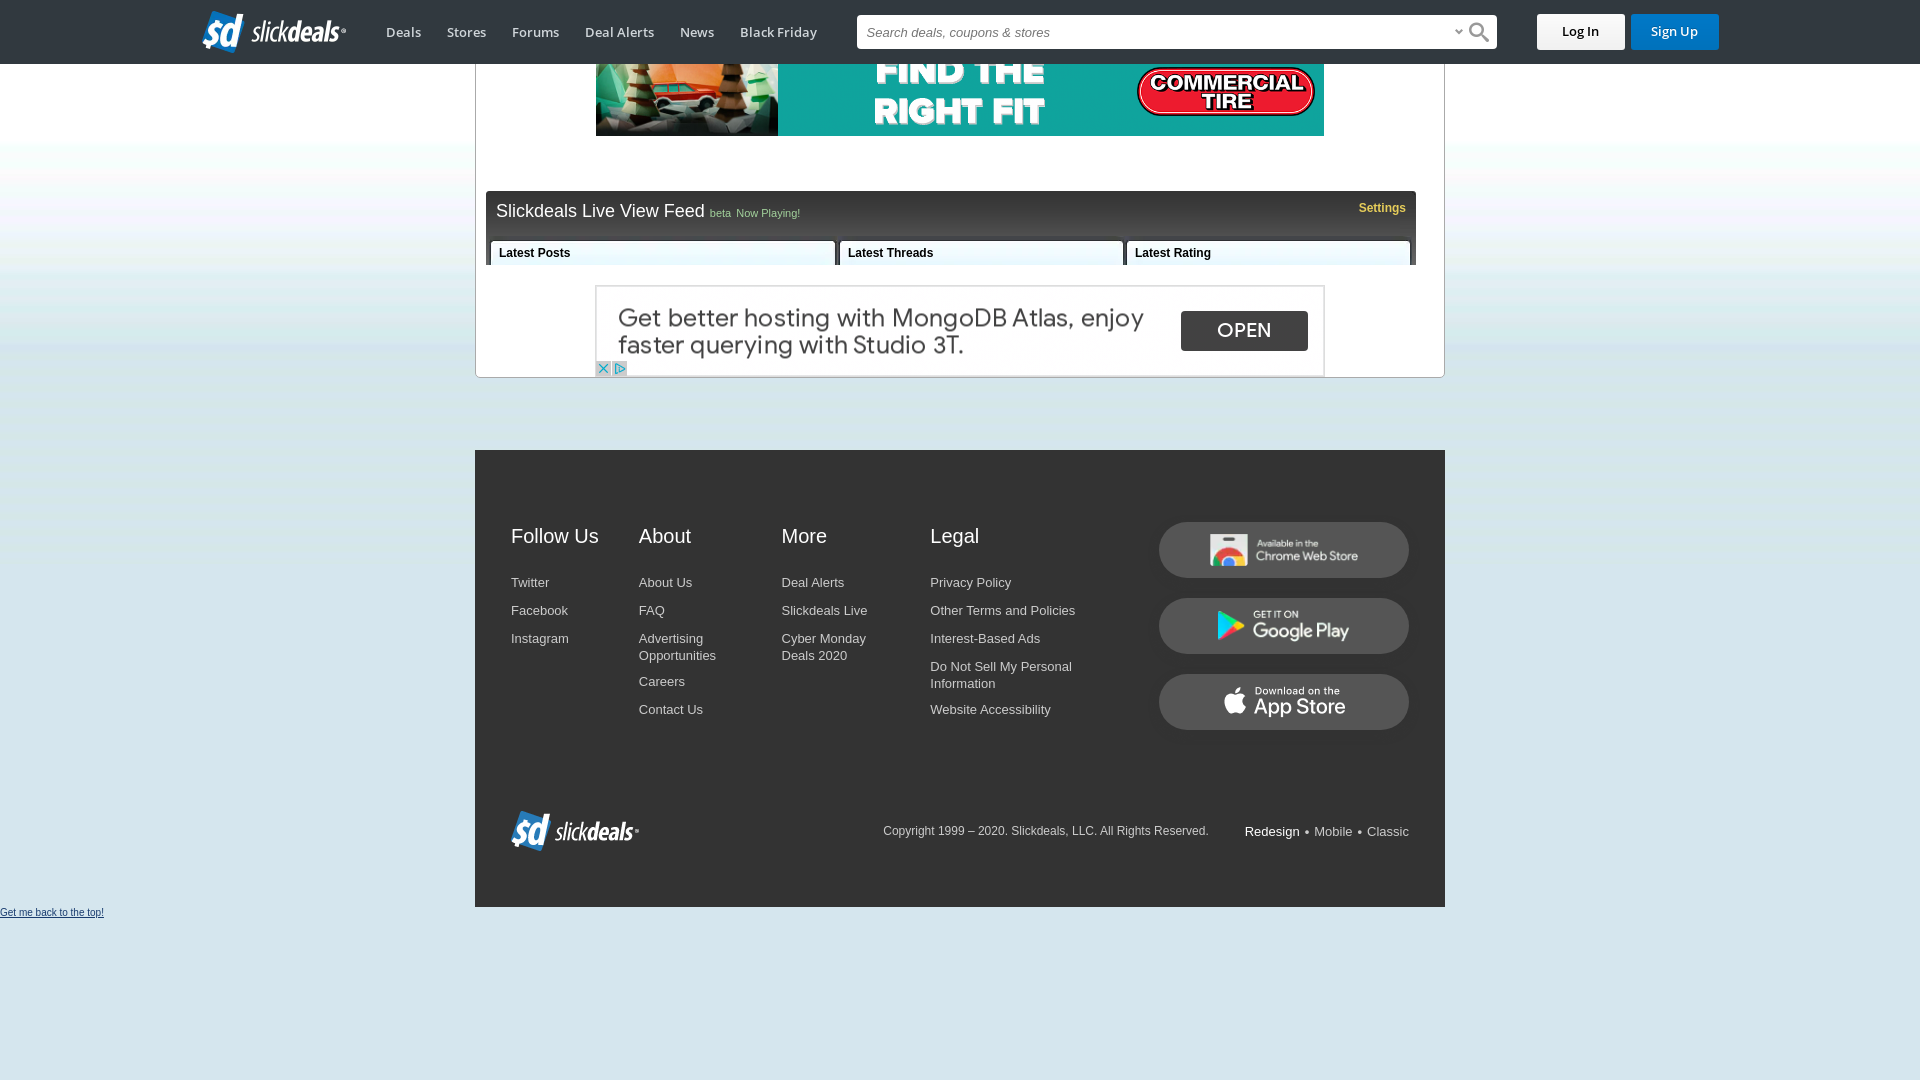 $d slickdeals®
Deals
Stores
Forums
Deal Alerts
News
Black Friday
Search deals, coupons & stores
Log In
Sign Up
FIND THE
RIGHT FIT
COMMERCIAL
TIRE
Slickdeals Live View Feed beta Now Playing!
Settings
Latest Posts
Latest Threads
Latest Rating
Get better hosting with MongoDB Atlas, enjoy
faster querying with Studio 3T.
OPEN
Follow Us
Twitter
Facebook
Instagram
About
About Us
FAQ
Advertising
Opportunities
Careers
Contact Us
More
Deal Alerts
Slickdeals Live
Cyber Monday
Deals 2020
Legal
Privacy Policy
Other Terms and Policies
Interest-Based Ads
Do Not Sell My Personal
Information
Website Accessibility
Available in the
Chrome Web Store
GET IT ON
Google Play
Download on the
App Store
$d slickdeals®
Copyright 1999 – 2020. Slickdeals, LLC. All Rights Reserved.
Redesign • Mobile • Classic
Get me back to the top!